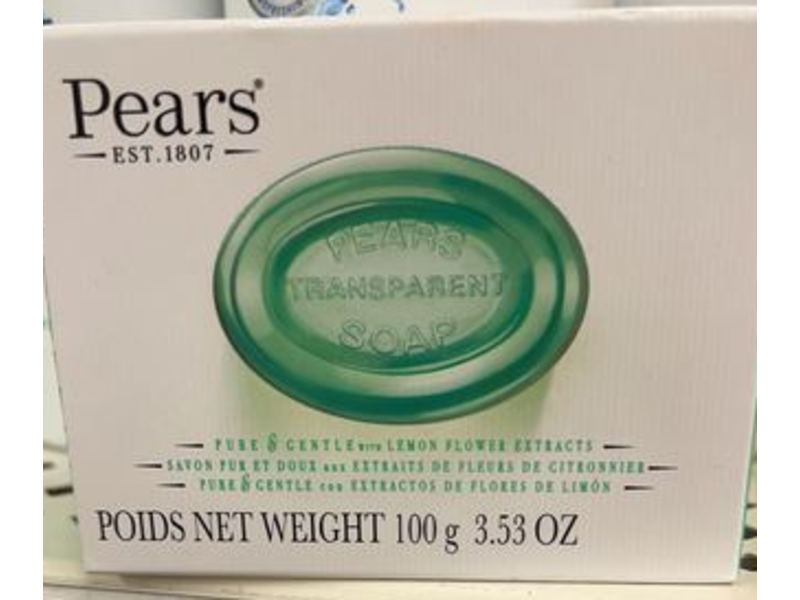 Pears®
EST.1807
PEARS
TRANSPARENT
SOAP
PURE & GENTLE WITH LEMON FLOWER EXTRACTS
SAVON PUR ET DOUX AUX EXTRAITS DE FLEURS DE CITRONNIER
PURE & GENTLE CON EXTRACTOS DE FLORES DE LIMÓN
POIDS NET WEIGHT 100 g 3.53 OZ